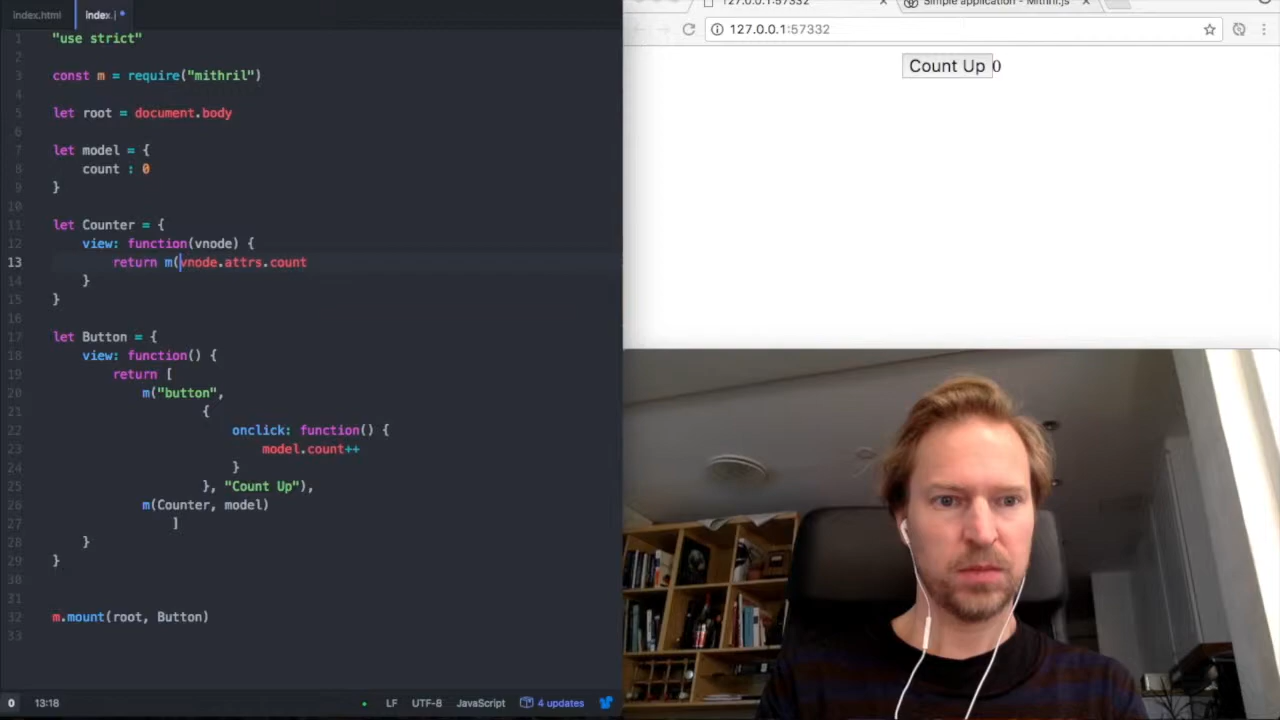 index.html
index.j
Simple application - Mithril.js
127.0.0.1:57332
127.0.0.1:57332
1 "use strict"
2
3 const m = require("mithril")
4
5 let root = document.body
6
7 let model = {
8 count : 0
9 }
10
11 let Counter = {
12 view: function(vnode) {
13 return m(vnode.attrs.count
14 }
15 }
16
17 let Button = {
18 view: function() {
19 return [
20 m("button",
21 {
22 onclick: function() {
23 model.count++
24 }
25 }, "Count Up"),
26 m(Counter, model)
27 ]
28 }
29 }
30
31
32 m.mount(root, Button)
33
Count Up 0
0 13:18 LF UTF-8 JavaScript 4 updates